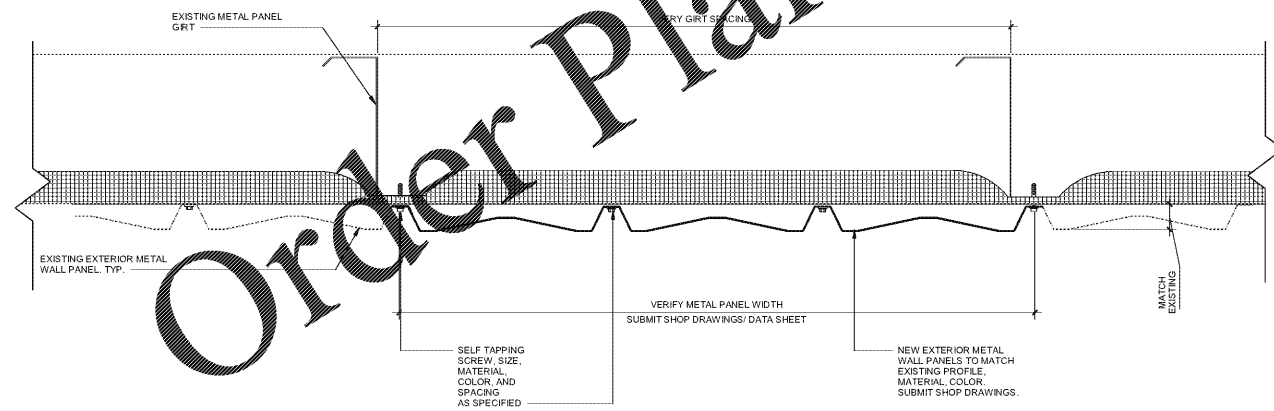 EXISTING METAL PANEL
GIRT
GIRT SPACING
EXISTING EXTERIOR METAL
WALL PANEL. TYP.
VERIFY METAL PANEL WIDTH
SUBMIT SHOP DRAWINGS/ DATA SHEET
MATCH
EXISTING
SELF TAPPING
SCREW, SIZE,
MATERIAL,
COLOR, AND
SPACING
AS SPECIFIED
NEW EXTERIOR METAL
WALL PANELS TO MATCH
EXISTING PROFILE,
MATERIAL, COLOR.
SUBMIT SHOP DRAWINGS.
Order